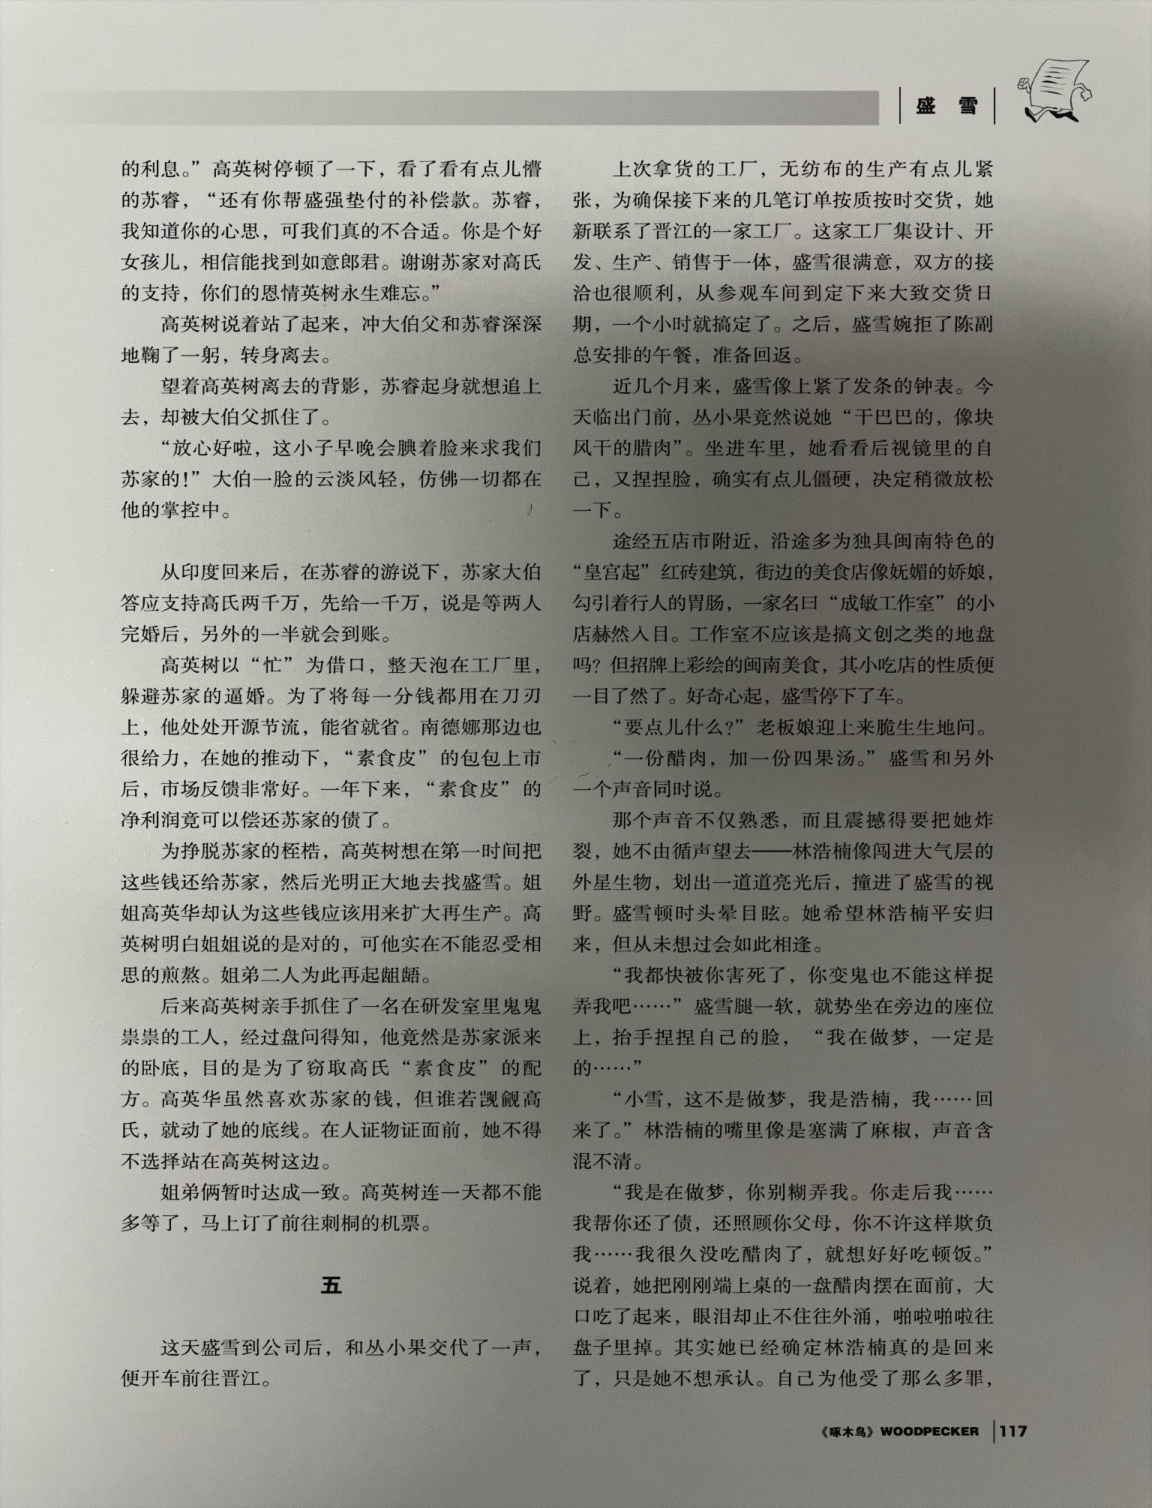 盛 雪
的利息。”高英树停顿了一下，看了看有点儿懵
的苏睿，“还有你帮盛强垫付的补偿款。苏睿，
我知道你的心思，可我们真的不合适。你是个好
女孩儿，相信能找到如意郎君。谢谢苏家对高氏
的支持，你们的恩情英树永生难忘。”
高英树说着站了起来，冲大伯父和苏睿深深
地鞠了一躬，转身离去。
望着高英树离去的背影，苏睿起身就想追上
去，却被大伯父抓住了。
“放心好啦，这小子早晚会腆着脸来求我们
苏家的！”大伯一脸的云淡风轻，仿佛一切都在
他的掌控中。
从印度回来后，在苏睿的游说下，苏家大伯
答应支持高氏两千万，先给一千万，说是等两人
完婚后，另外的一半就会到账。
高英树以“忙”为借口，整天泡在工厂里，
躲避苏家的逼婚。为了将每一分钱都用在刀刃
上，他处处开源节流，能省就省。南德娜那边也
很给力，在她的推动下，“素食皮”的包包上市
后，市场反馈非常好。一年下来，“素食皮”的
净利润竟可以偿还苏家的债了。
为挣脱苏家的桎梏，高英树想在第一时间把
这些钱还给苏家，然后光明正大地去找盛雪。姐
姐高英华却认为这些钱应该用来扩大再生产。高
英树明白姐姐说的是对的，可他实在不能忍受相
思的煎熬。姐弟二人为此再起龃龉。
后来高英树亲手抓住了一名在研发室里鬼鬼
祟祟的工人，经过盘问得知，他竟然是苏家派来
的卧底，目的是为了窃取高氏“素食皮”的配
方。高英华虽然喜欢苏家的钱，但谁若觊觎高
氏，就动了她的底线。在人证物证面前，她不得
不选择站在高英树这边。
姐弟俩暂时达成一致。高英树连一天都不能
多等了，马上订了前往刺桐的机票。
五
这天盛雪到公司后，和丛小果交代了一声，
便开车前往晋江。
上次拿货的工厂，无纺布的生产有点儿紧
张，为确保接下来的几笔订单按质按时交货，她
新联系了晋江的一家工厂。这家工厂集设计、开
发、生产、销售于一体，盛雪很满意，双方的接
洽也很顺利，从参观车间到定下来大致交货日
期，一个小时就搞定了。之后，盛雪婉拒了陈副
总安排的午餐，准备回返。
近几个月来，盛雪像上紧了发条的钟表。今
天临出门前，丛小果竟然说她“干巴巴的，像块
风干的腊肉”。坐进车里，她看看后视镜里的自
己，又捏捏脸，确实有点儿僵硬，决定稍微放松
一下。
途经五店市附近，沿途多为独具闽南特色的
“皇宫起”红砖建筑，街边的美食店像妩媚的娇娘，
勾引着行人的胃肠，一家名曰“成敏工作室”的小
店赫然入目。工作室不应该是搞文创之类的地盘
吗？但招牌上彩绘的闽南美食，其小吃店的性质便
一目了然了。好奇心起，盛雪停下了车。
“要点儿什么？”老板娘迎上来脆生生地问。
“一份醋肉，加一份四果汤。”盛雪和另外
一个声音同时说。
那个声音不仅熟悉，而且震撼得要把她炸
裂，她不由循声望去——林浩楠像闯进大气层的
外星生物，划出一道道亮光后，撞进了盛雪的视
野。盛雪顿时头晕目眩。她希望林浩楠平安归
来，但从未想过会如此相逢。
“我都快被你害死了，你变鬼也不能这样捉
弄我吧……”盛雪腿一软，就势坐在旁边的座位
上，抬手捏捏自己的脸，“我在做梦，一定是
的……”
“小雪，这不是做梦，我是浩楠，我……回
来了。”林浩楠的嘴里像是塞满了麻椒，声音含
混不清。
“我是在做梦，你别糊弄我。你走后我……
我帮你还了债，还照顾你父母，你不许这样欺负
我……我很久没吃醋肉了，就想好好吃顿饭。”
说着，她把刚刚端上桌的一盘醋肉摆在面前，大
口吃了起来，眼泪却止不住往外涌，啪啦啪啦往
盘子里掉。其实她已经确定林浩楠真的是回来
了，只是她不想承认。自己为他受了那么多罪，
《啄木鸟》WOODPECKER 117